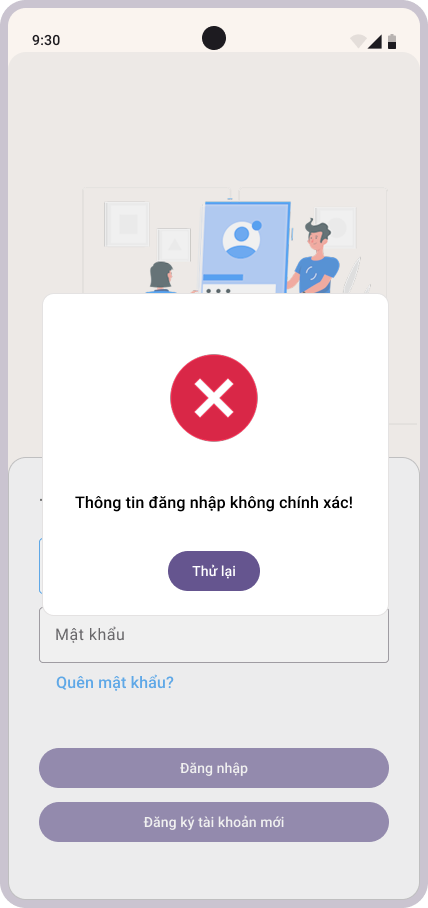 9:30
Thông tin đăng nhập không chính xác!
Thử lại
Mật khẩu
Quên mật khẩu?
Đăng nhập
Đăng ký tài khoản mới